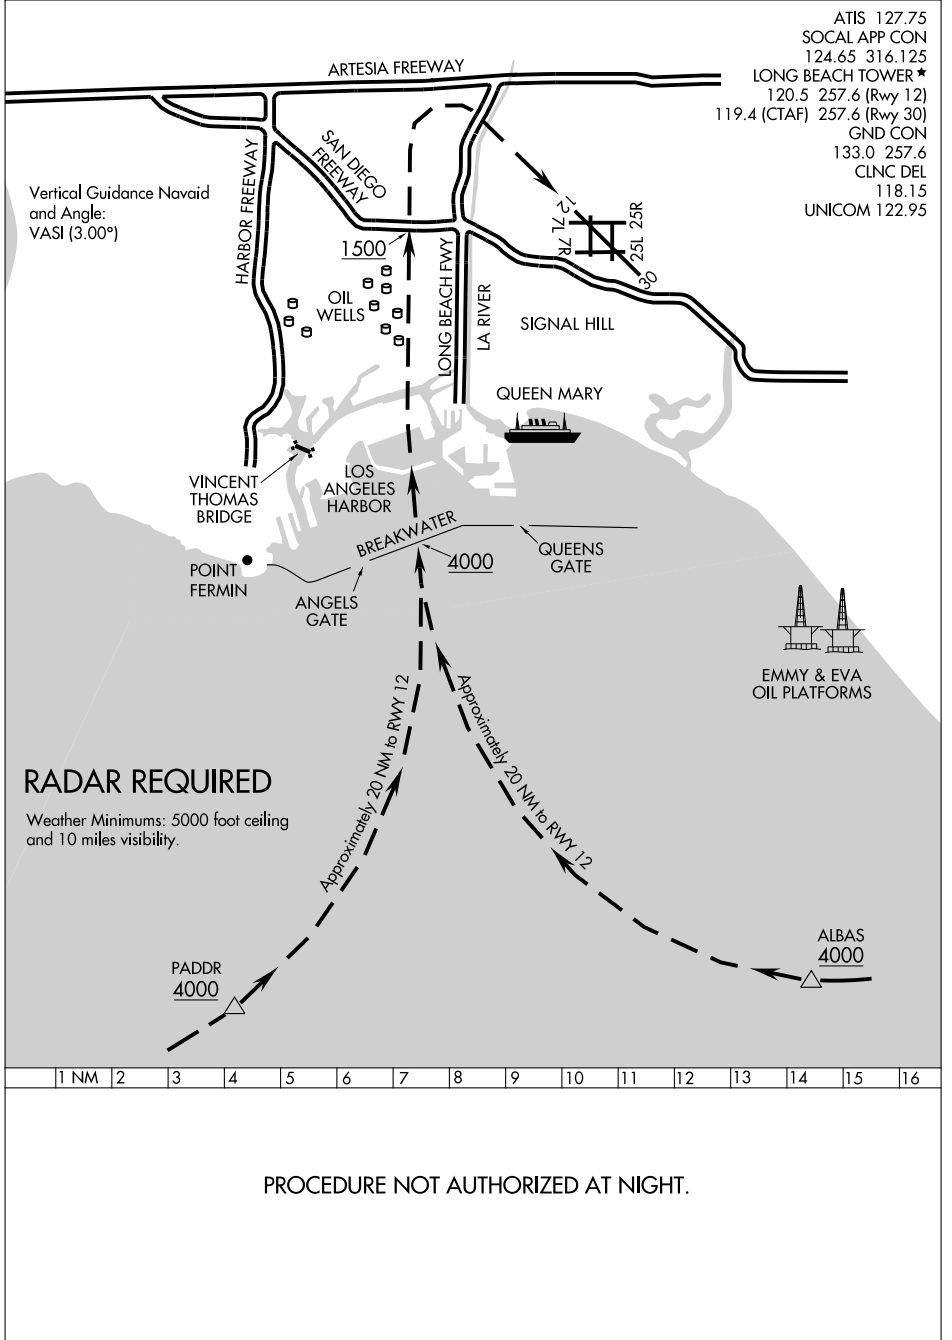 ATIS 127.75
SOCAL APP CON
124.65 316.125
LONG BEACH TOWER ★
120.5 257.6 (Rwy 12)
119.4 (CTAF) 257.6 (Rwy 30)
GND CON
133.0 257.6
CLNC DEL
118.15
UNICOM 122.95
ARTESIA FREEWAY
SAN DIEGO
FREEWAY
HARBOR FREEWAY
Vertical Guidance Navaid
and Angle:
VASI (3.00°)
1500
12
7L
7R
25R
25L
30
OIL
WELLS
LONG BEACH FWY
LA RIVER
SIGNAL HILL
QUEEN MARY
VINCENT
THOMAS
BRIDGE
LOS
ANGELES
HARBOR
BREAKWATER
4000
QUEENS
GATE
POINT
FERMIN
ANGELS
GATE
EMMY & EVA
OIL PLATFORMS
Approximately 20 NM to RWY 12
Approximately 20 NM to RWY 12
RADAR REQUIRED
Weather Minimums: 5000 foot ceiling
and 10 miles visibility.
PADDR
4000
ALBAS
4000
1 NM 2 3 4 5 6 7 8 9 10 11 12 13 14 15 16
PROCEDURE NOT AUTHORIZED AT NIGHT.